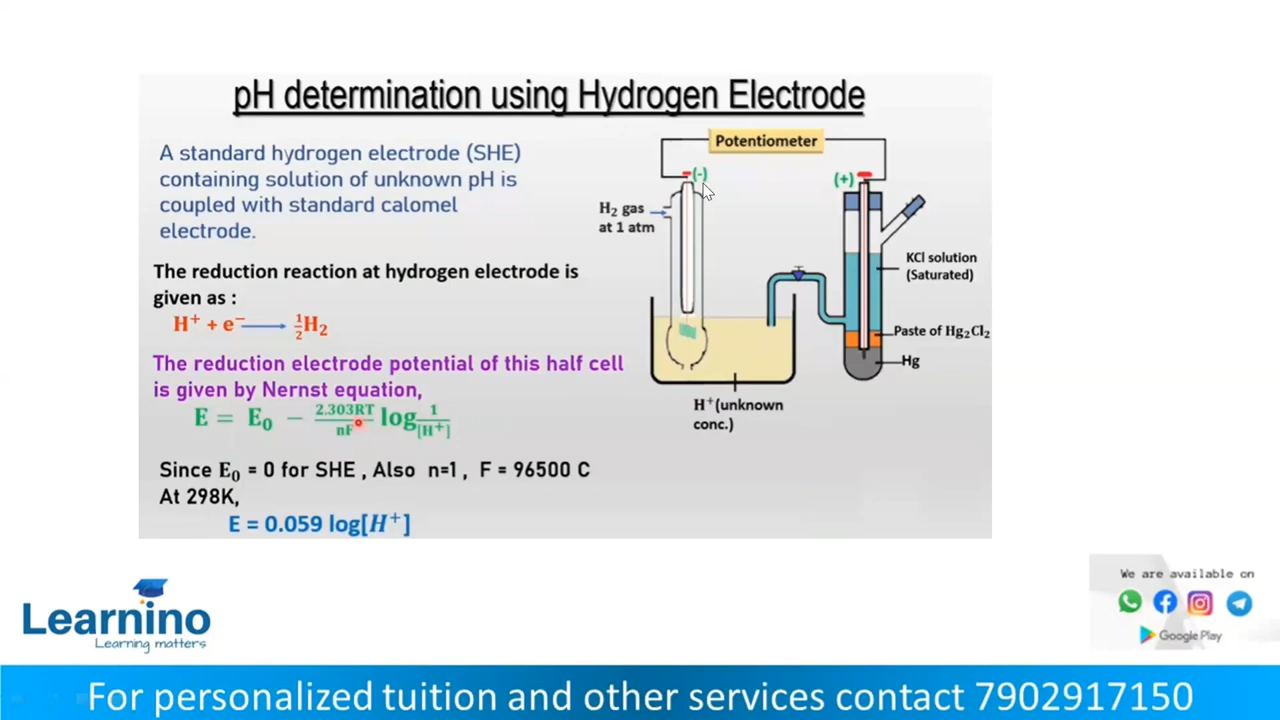 pH determination using Hydrogen Electrode
A standard hydrogen electrode (SHE)
containing solution of unknown pH is
coupled with standard calomel
electrode.
The reduction reaction at hydrogen electrode is
given as :
H⁺ + e⁻ ⟶ ½H₂
The reduction electrode potential of this half cell
is given by Nernst equation,
E = E₀ − 2.303RT/nF log 1/[H⁺]
Since E₀ = 0 for SHE , Also n=1 , F = 96500 C
At 298K,
E = 0.059 log[H⁺]
Potentiometer
(-)
(+)
H₂ gas
at 1 atm
KCl solution
(Saturated)
Paste of Hg₂Cl₂
Hg
H⁺(unknown
conc.)
Learnino
Learning matters
We are available on
Google Play
For personalized tuition and other services contact 7902917150